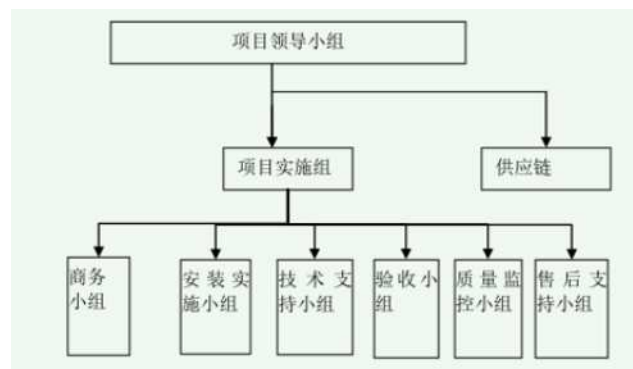 项目领导小组
项目实施组
供应链
商务
小组
安装实
施小组
技术支
持小组
验收小
组
质量监
控小组
售后支
持小组